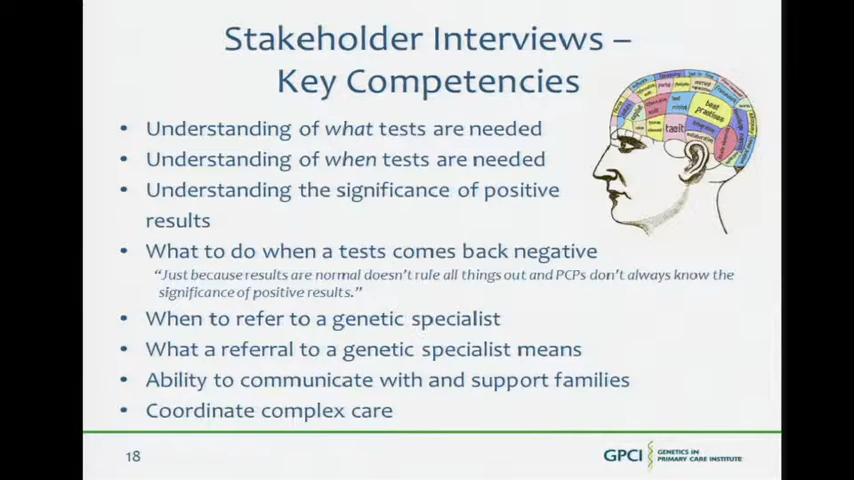 Stakeholder Interviews –
Key Competencies
• Understanding of what tests are needed
• Understanding of when tests are needed
• Understanding the significance of positive
results
• What to do when a tests comes back negative
"Just because results are normal doesn't rule all things out and PCPs don't always know the
significance of positive results."
• When to refer to a genetic specialist
• What a referral to a genetic specialist means
• Ability to communicate with and support families
• Coordinate complex care
best
practises
tacit
18
GPCI
GENETICS IN
PRIMARY CARE INSTITUTE